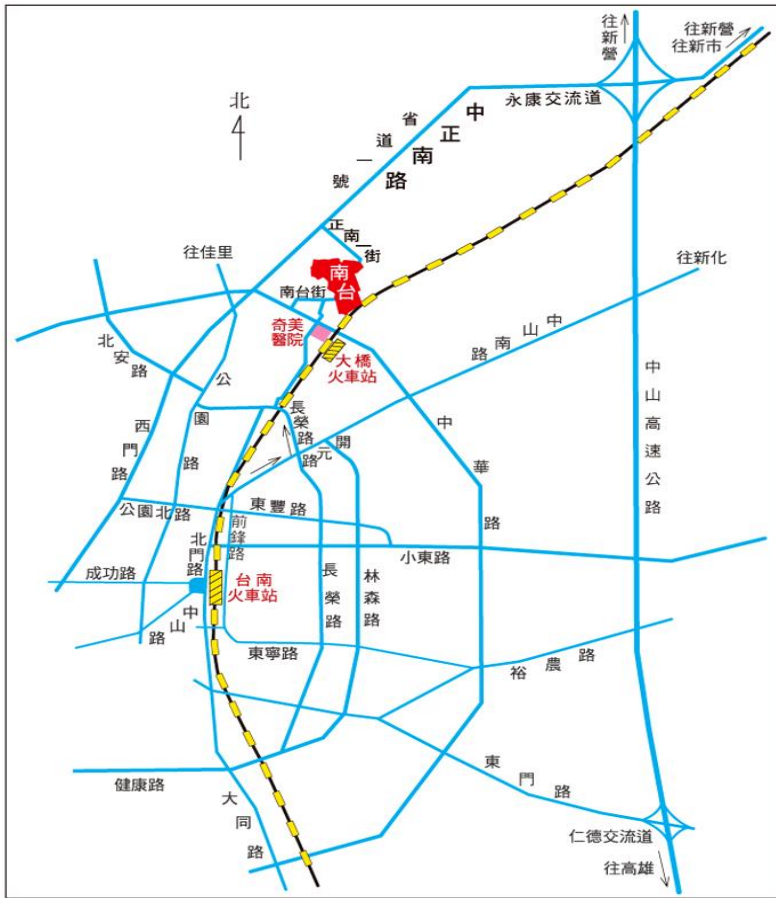 往新營
往新營
往新市
永康交流道
中正南路
省道一號
北
正南一街
往佳里
南台
南台街
往新化
奇美
醫院
大橋
火車站
中山南路
北安路
公園路
長榮路
開元路
中華路
中山高速公路
西門路
公園北路
東豐路
前鋒路
北門路
小東路
成功路
台南
火車站
長榮路
林森路
中山路
東寧路
裕農路
東門路
健康路
大同路
仁德交流道
往高雄